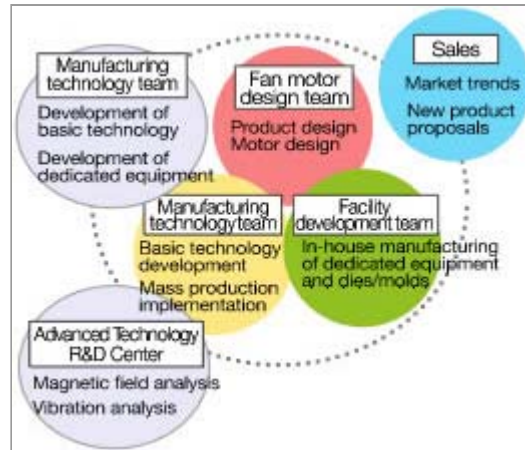 Manufacturing
technology team
Development of
basic technology
Development of
dedicated equipment
Fan motor
design team
Product design
Motor design
Sales
Market trends
New product
proposals
Manufacturing
technology team
Basic technology
development
Mass production
implementation
Facility
development team
In-house manufacturing
of dedicated equipment
and dies/molds
Advanced Technology
R&D Center
Magnetic field analysis
Vibration analysis